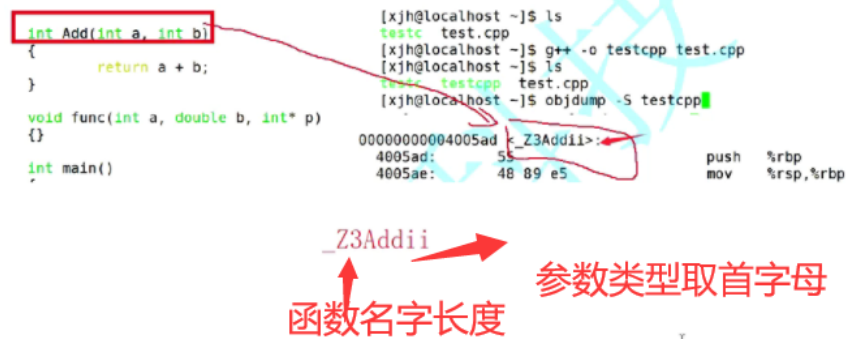 int Add(int a, int b)
{
return a + b;
}
void func(int a, double b, int* p)
{}
int main()
[xjh@localhost ~]$ ls
testc test.cpp
[xjh@localhost ~]$ g++ -o testcpp test.cpp
[xjh@localhost ~]$ ls
testc testcpp test.cpp
[xjh@localhost ~]$ objdump -S testcpp
00000000004005ad <_Z3Addii>:
4005ad: 55 push %rbp
4005ae: 48 89 e5 mov %rsp,%rbp
_Z3Addii
参数类型取首字母
函数名字长度